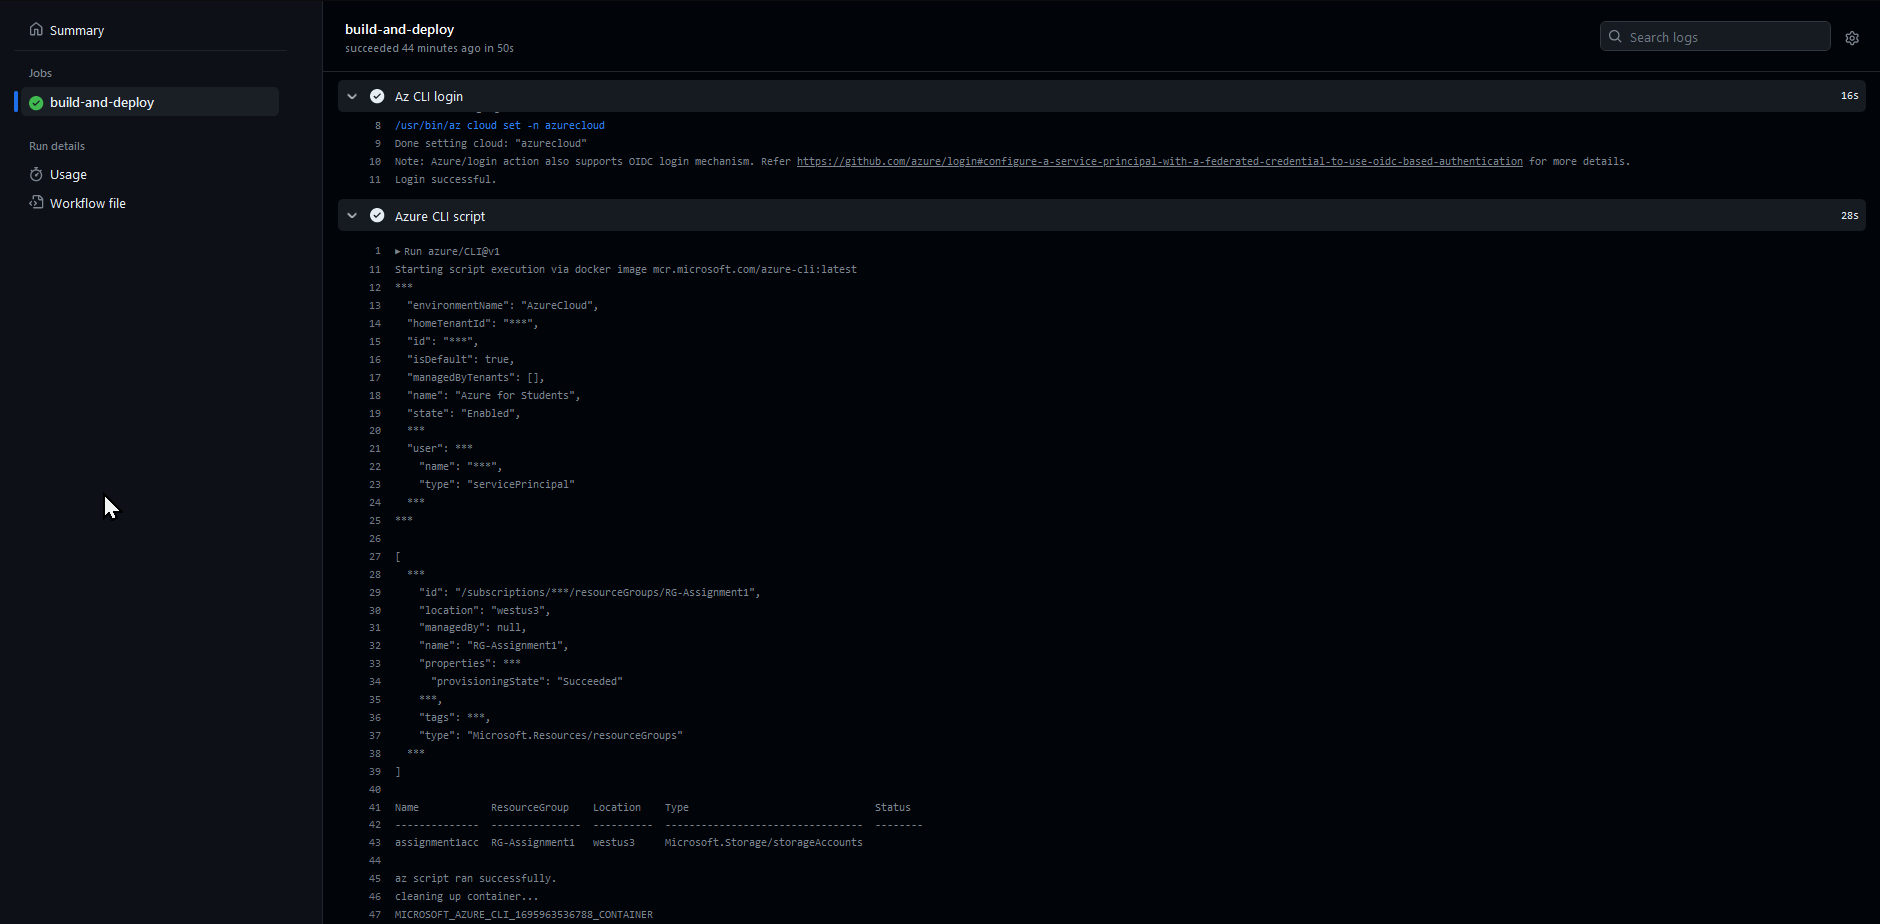 Summary
Jobs
build-and-deploy
Run details
Usage
Workflow file
build-and-deploy
succeeded 44 minutes ago in 50s
Search logs
Az CLI login 16s
8 /usr/bin/az cloud set -n azurecloud
9 Done setting cloud: "azurecloud"
10 Note: Azure/login action also supports OIDC login mechanism. Refer https://github.com/azure/login#configure-a-service-principal-with-a-federated-credential-to-use-oidc-based-authentication for more details.
11 Login successful.
Azure CLI script 28s
1 Run azure/CLI@v1
11 Starting script execution via docker image mcr.microsoft.com/azure-cli:latest
12 ***
13 "environmentName": "AzureCloud",
14 "homeTenantId": "***",
15 "id": "***",
16 "isDefault": true,
17 "managedByTenants": [],
18 "name": "Azure for Students",
19 "state": "Enabled",
20 ***
21 "user": ***
22 "name": "***",
23 "type": "servicePrincipal"
24 ***
25 ***
26
27 [
28 ***
29 "id": "/subscriptions/***/resourceGroups/RG-Assignment1",
30 "location": "westus3",
31 "managedBy": null,
32 "name": "RG-Assignment1",
33 "properties": ***
34 "provisioningState": "Succeeded"
35 ***,
36 "tags": ***,
37 "type": "Microsoft.Resources/resourceGroups"
38 ***
39 ]
40
41 Name ResourceGroup Location Type Status
42 -------------- --------------- ---------- --------------------------------- --------
43 assignment1acc RG-Assignment1 westus3 Microsoft.Storage/storageAccounts
44
45 az script ran successfully.
46 cleaning up container...
47 MICROSOFT_AZURE_CLI_1695963536788_CONTAINER